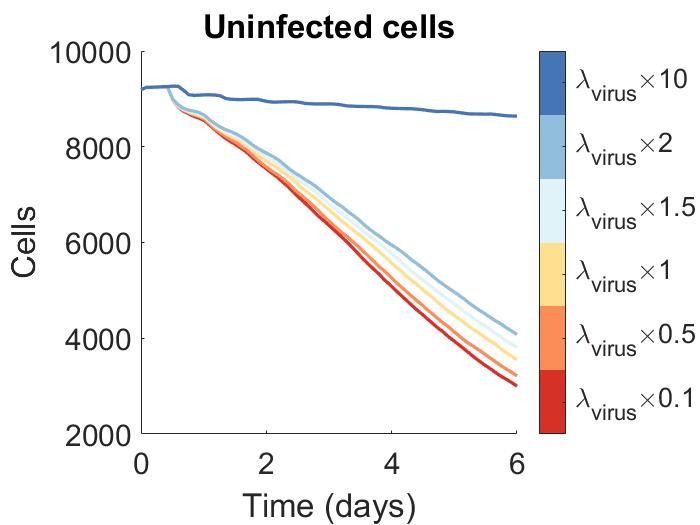 Uninfected cells
10000
8000
6000
4000
2000
Cells
0
2
4
6
Time (days)
λvirus×10
λvirus×2
λvirus×1.5
λvirus×1
λvirus×0.5
λvirus×0.1